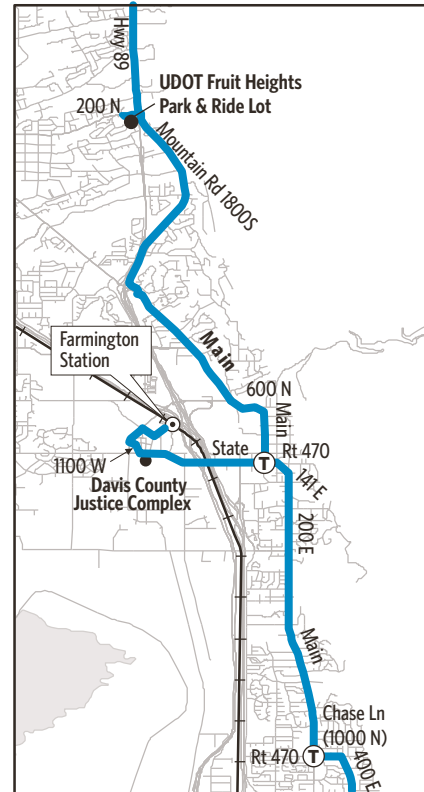 Hwy 89
UDOT Fruit Heights
Park & Ride Lot
200 N
Mountain Rd 1800S
Farmington
Station
Main
600 N
Main
State
Rt 470
T
1100 W
141 E
Davis County
Justice Complex
200 E
Main
Chase Ln
(1000 N)
Rt 470
T
400 E